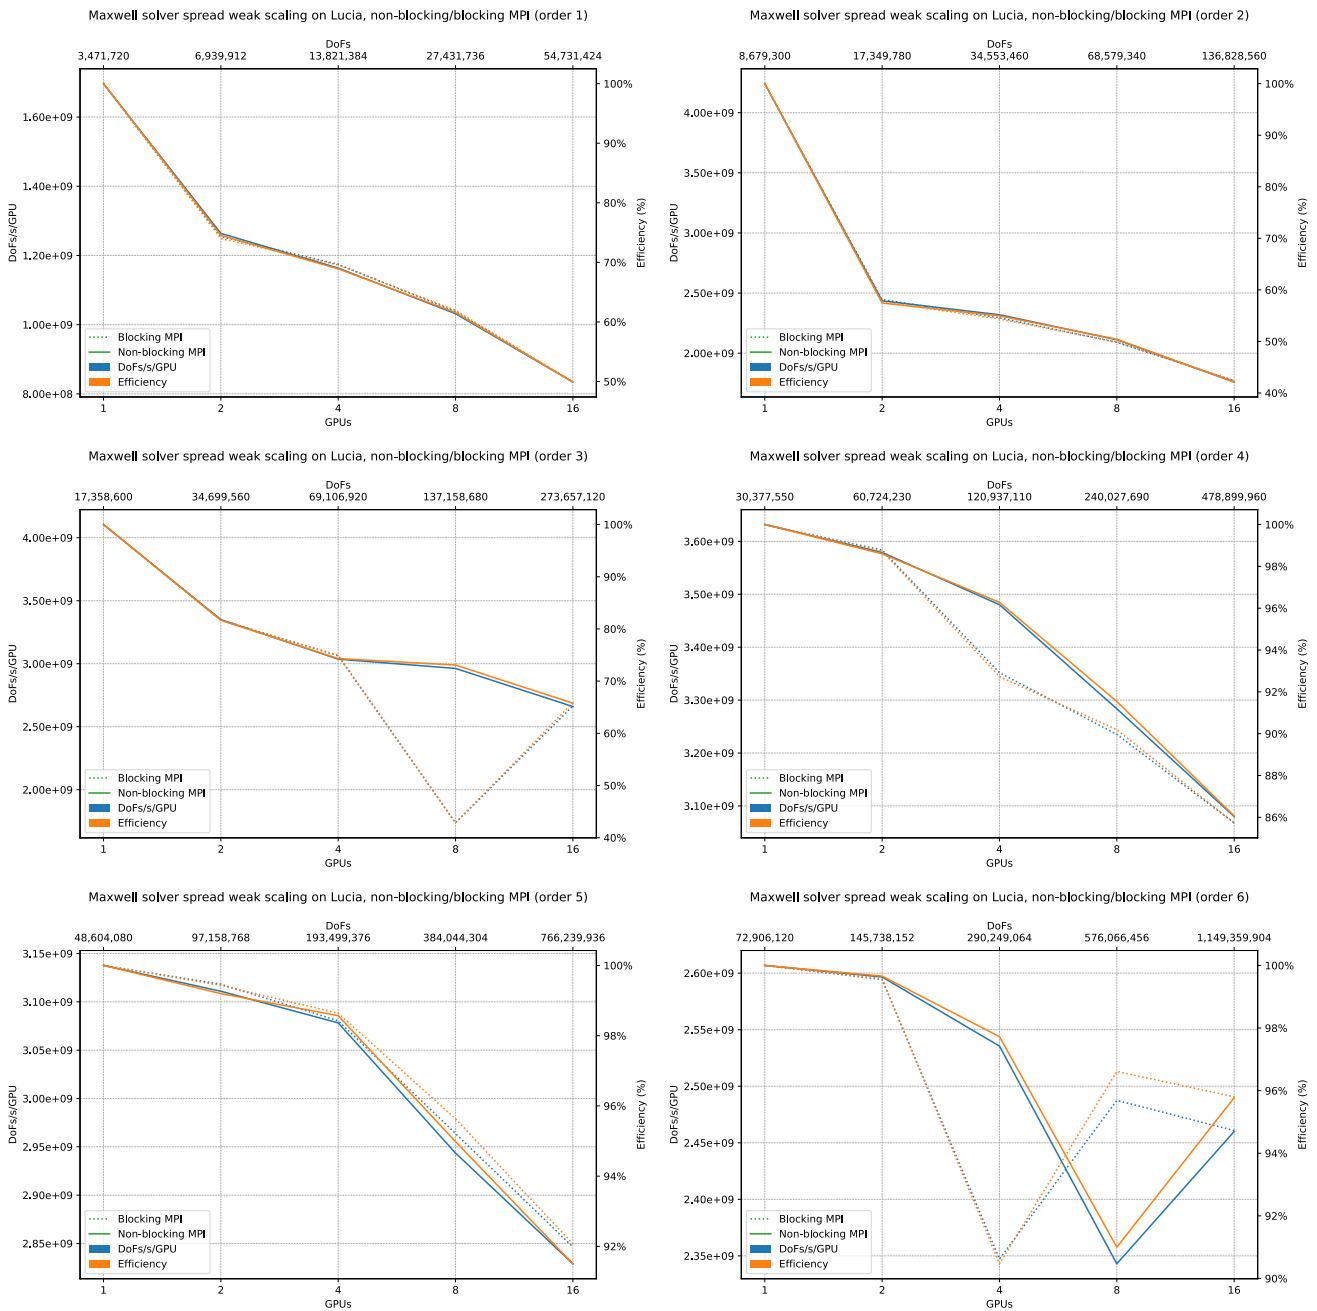 Maxwell solver spread weak scaling on Lucia, non-blocking/blocking MPI (order 1)
DoFs
3,471,720 6,939,912 13,821,384 27,431,736 54,731,424
1.60e+09
1.40e+09
1.20e+09
1.00e+09
8.00e+08
DoFs/s/GPU
100%
90%
80%
70%
60%
50%
Efficiency (%)
Blocking MPI
Non-blocking MPI
DoFs/s/GPU
Efficiency
1 2 4 8 16
GPUs
Maxwell solver spread weak scaling on Lucia, non-blocking/blocking MPI (order 2)
DoFs
8,679,300 17,349,780 34,553,460 68,579,340 136,828,560
4.00e+09
3.50e+09
3.00e+09
2.50e+09
2.00e+09
DoFs/s/GPU
100%
90%
80%
70%
60%
50%
40%
Efficiency (%)
Blocking MPI
Non-blocking MPI
DoFs/s/GPU
Efficiency
1 2 4 8 16
GPUs
Maxwell solver spread weak scaling on Lucia, non-blocking/blocking MPI (order 3)
DoFs
17,358,600 34,699,560 69,106,920 137,158,680 273,657,120
4.00e+09
3.50e+09
3.00e+09
2.50e+09
2.00e+09
DoFs/s/GPU
100%
90%
80%
70%
60%
50%
40%
Efficiency (%)
Blocking MPI
Non-blocking MPI
DoFs/s/GPU
Efficiency
1 2 4 8 16
GPUs
Maxwell solver spread weak scaling on Lucia, non-blocking/blocking MPI (order 4)
DoFs
30,377,550 60,724,230 120,937,110 240,027,690 478,899,960
3.60e+09
3.50e+09
3.40e+09
3.30e+09
3.20e+09
3.10e+09
DoFs/s/GPU
100%
98%
96%
94%
92%
90%
88%
86%
Efficiency (%)
Blocking MPI
Non-blocking MPI
DoFs/s/GPU
Efficiency
1 2 4 8 16
GPUs
Maxwell solver spread weak scaling on Lucia, non-blocking/blocking MPI (order 5)
DoFs
48,604,080 97,158,768 193,499,376 384,044,304 766,239,936
3.15e+09
3.10e+09
3.05e+09
3.00e+09
2.95e+09
2.90e+09
2.85e+09
DoFs/s/GPU
100%
98%
96%
94%
92%
Efficiency (%)
Blocking MPI
Non-blocking MPI
DoFs/s/GPU
Efficiency
1 2 4 8 16
GPUs
Maxwell solver spread weak scaling on Lucia, non-blocking/blocking MPI (order 6)
DoFs
72,906,120 145,738,152 290,249,064 576,066,456 1,149,359,904
2.60e+09
2.55e+09
2.50e+09
2.45e+09
2.40e+09
2.35e+09
DoFs/s/GPU
100%
98%
96%
94%
92%
90%
Efficiency (%)
Blocking MPI
Non-blocking MPI
DoFs/s/GPU
Efficiency
1 2 4 8 16
GPUs